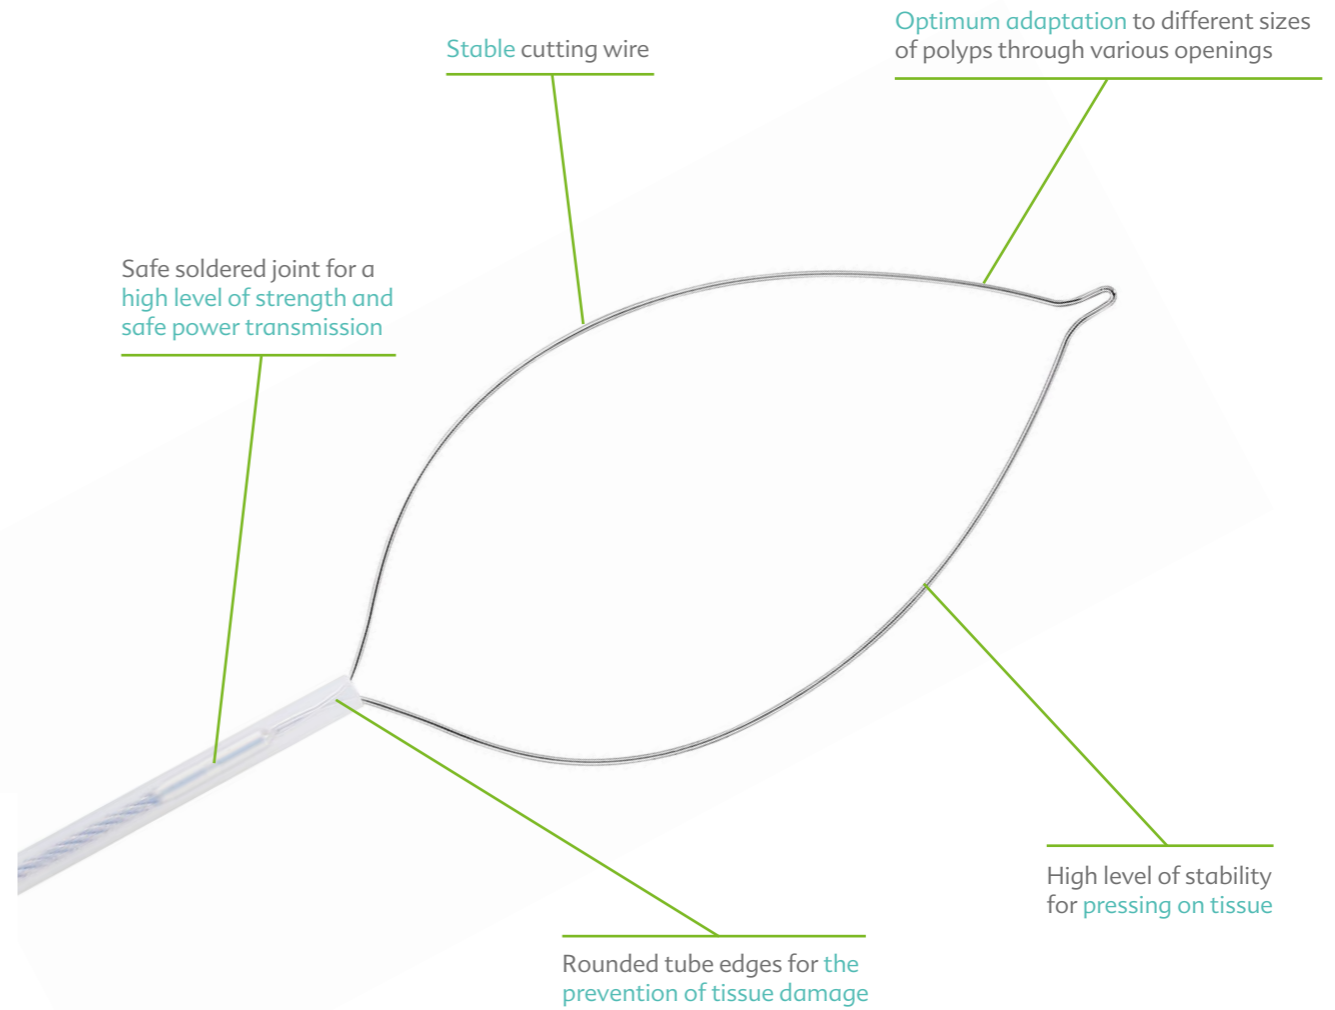 Optimum adaptation to different sizes
of polyps through various openings
Stable cutting wire
Safe soldered joint for a
high level of strength and
safe power transmission
High level of stability
for pressing on tissue
Rounded tube edges for the
prevention of tissue damage